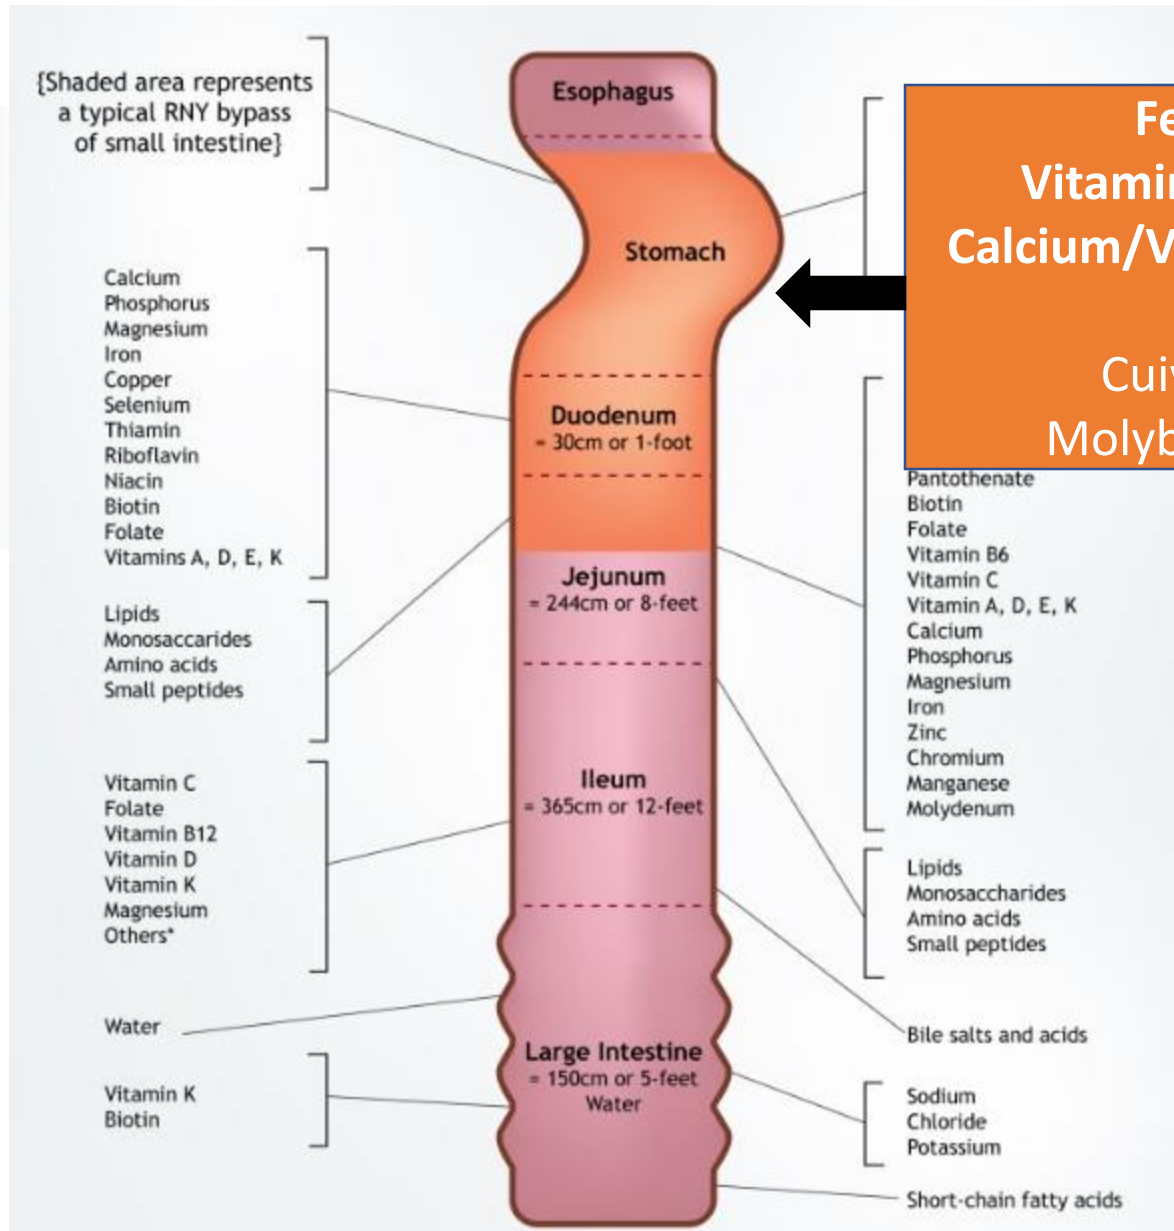 {Shaded area represents
a typical RNY bypass
of small intestine}
Calcium
Phosphorus
Magnesium
Iron
Copper
Selenium
Thiamin
Riboflavin
Niacin
Biotin
Folate
Vitamins A, D, E, K
Lipids
Monosaccarides
Amino acids
Small peptides
Vitamin C
Folate
Vitamin B12
Vitamin D
Vitamin K
Magnesium
Others*
Water
Vitamin K
Biotin
Esophagus
Stomach
Duodenum
= 30cm or 1-foot
Jejunum
= 244cm or 8-feet
Ileum
= 365cm or 12-feet
Large Intestine
= 150cm or 5-feet
Water
Fe
Calcium/
Pantothenate
Biotin
Folate
Vitamin B6
Vitamin C
Vitamin A, D, E, K
Calcium
Phosphorus
Magnesium
Iron
Zinc
Chromium
Manganese
Molydenum
Lipids
Monosaccharides
Amino acids
Small peptides
Bile salts and acids
Sodium
Chloride
Potassium
Short-chain fatty acids